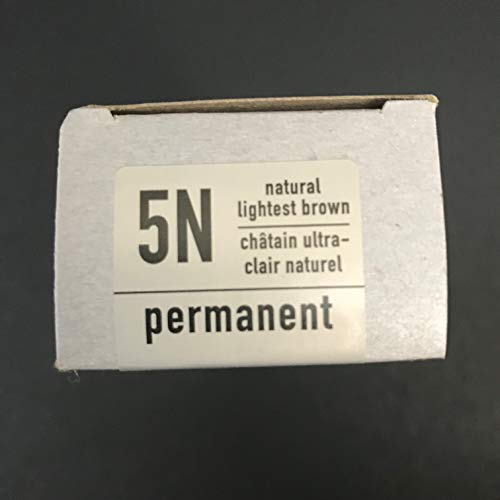 5N
natural
lightest brown
châtain ultra-
clair naturel
permanent